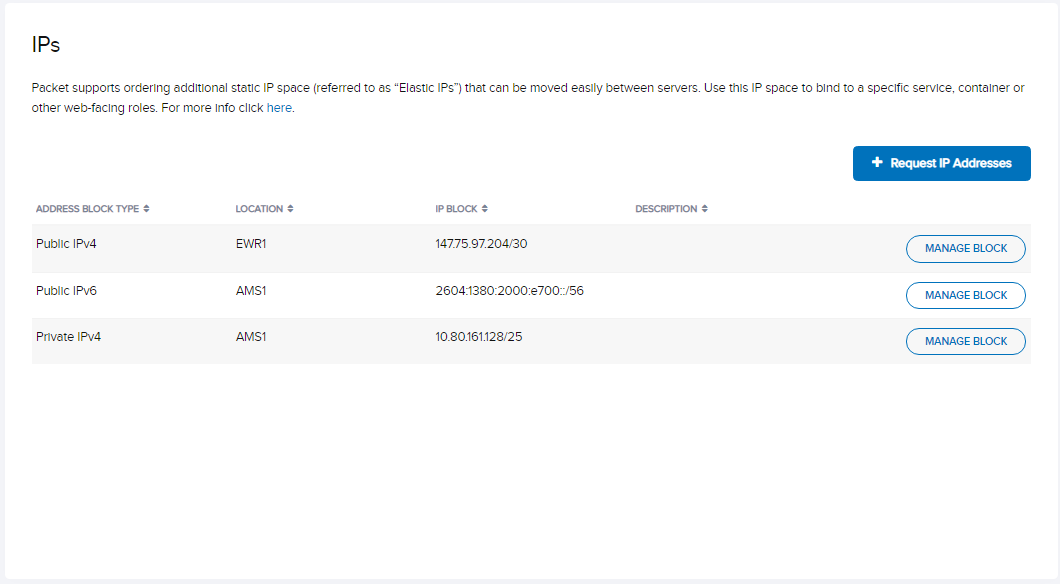 IPs
Packet supports ordering additional static IP space (referred to as “Elastic IPs”) that can be moved easily between servers. Use this IP space to bind to a specific service, container or
other web-facing roles. For more info click here.
+ Request IP Addresses
ADDRESS BLOCK TYPE LOCATION IP BLOCK DESCRIPTION
Public IPv4 EWR1 147.75.97.204/30 MANAGE BLOCK
Public IPv6 AMS1 2604:1380:2000:e700::/56 MANAGE BLOCK
Private IPv4 AMS1 10.80.161.128/25 MANAGE BLOCK